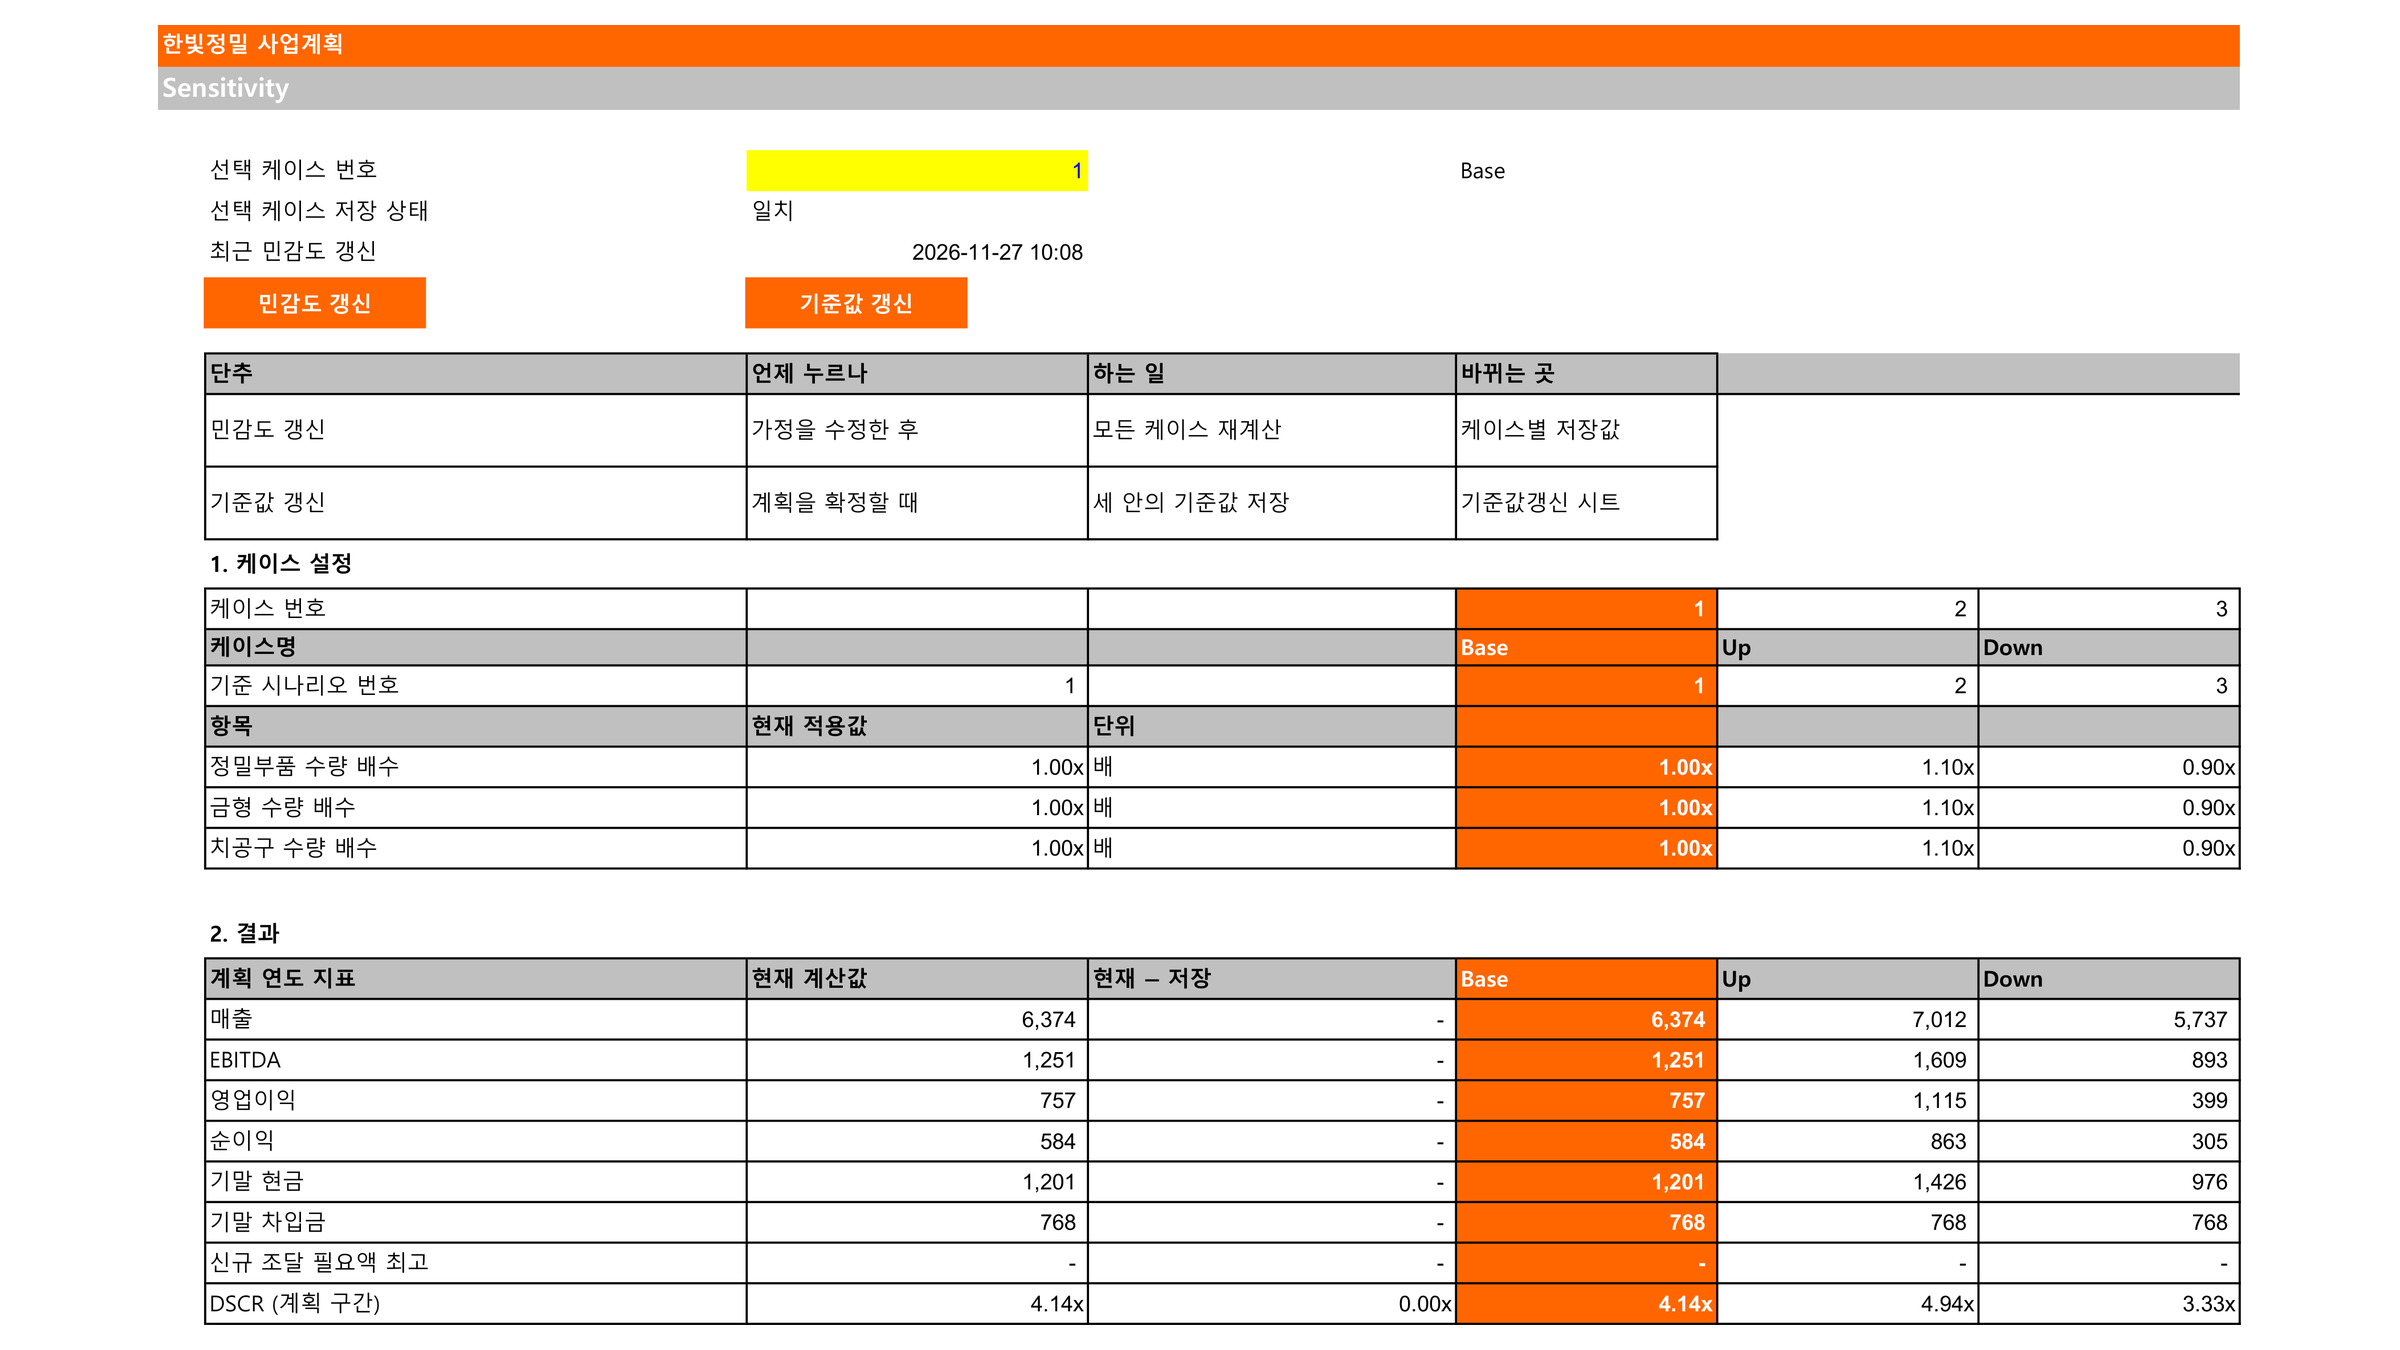 한빛정밀 사업계획
Sensitivity
선택 케이스 번호 1 Base
선택 케이스 저장 상태 일치
최근 민감도 갱신 2026-11-27 10:08
민감도 갱신 기준값 갱신
단추 언제 누르나 하는 일 바뀌는 곳
민감도 갱신 가정을 수정한 후 모든 케이스 재계산 케이스별 저장값
기준값 갱신 계획을 확정할 때 세 안의 기준값 저장 기준값갱신 시트
1. 케이스 설정
케이스 번호 1 2 3
케이스명 Base Up Down
기준 시나리오 번호 1 1 2 3
항목 현재 적용값 단위
정밀부품 수량 배수 1.00x 배 1.00x 1.10x 0.90x
금형 수량 배수 1.00x 배 1.00x 1.10x 0.90x
치공구 수량 배수 1.00x 배 1.00x 1.10x 0.90x
2. 결과
계획 연도 지표 현재 계산값 현재 – 저장 Base Up Down
매출 6,374 - 6,374 7,012 5,737
EBITDA 1,251 - 1,251 1,609 893
영업이익 757 - 757 1,115 399
순이익 584 - 584 863 305
기말 현금 1,201 - 1,201 1,426 976
기말 차입금 768 - 768 768 768
신규 조달 필요액 최고 - - - - -
DSCR (계획 구간) 4.14x 0.00x 4.14x 4.94x 3.33x